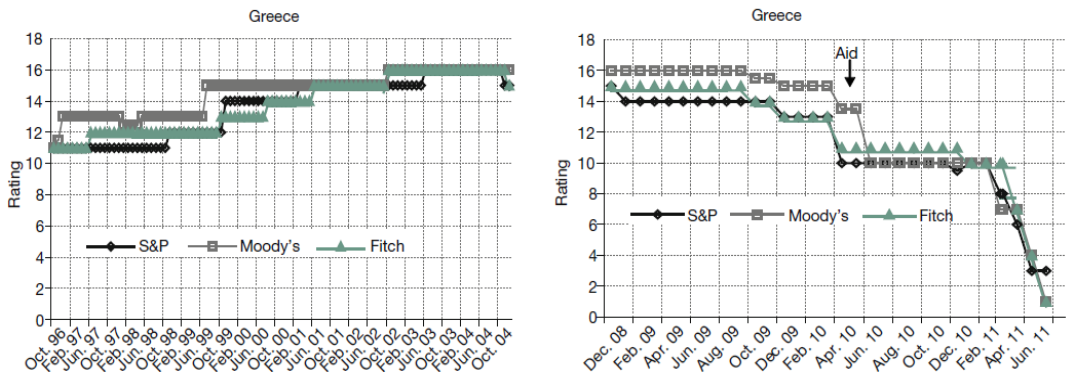 Greece
18
16
14
12
10
8
6
4
2
0
Rating
S&P Moody's Fitch
Oct. 96
Feb. 97
Jun. 97
Oct. 97
Feb. 98
Jun. 98
Oct. 98
Feb. 99
Jun. 99
Oct. 99
Feb. 00
Jun. 00
Oct. 00
Feb. 01
Jun. 01
Oct. 01
Feb. 02
Jun. 02
Oct. 02
Feb. 03
Jun. 03
Oct. 03
Feb. 04
Jun. 04
Oct. 04
Greece
18
16
14
12
10
8
6
4
2
0
Rating
Aid
S&P Moody's Fitch
Dec. 08
Feb. 09
Apr. 09
Jun. 09
Aug. 09
Oct. 09
Dec. 09
Feb. 10
Apr. 10
Jun. 10
Aug. 10
Oct. 10
Dec. 10
Feb. 11
Apr. 11
Jun. 11